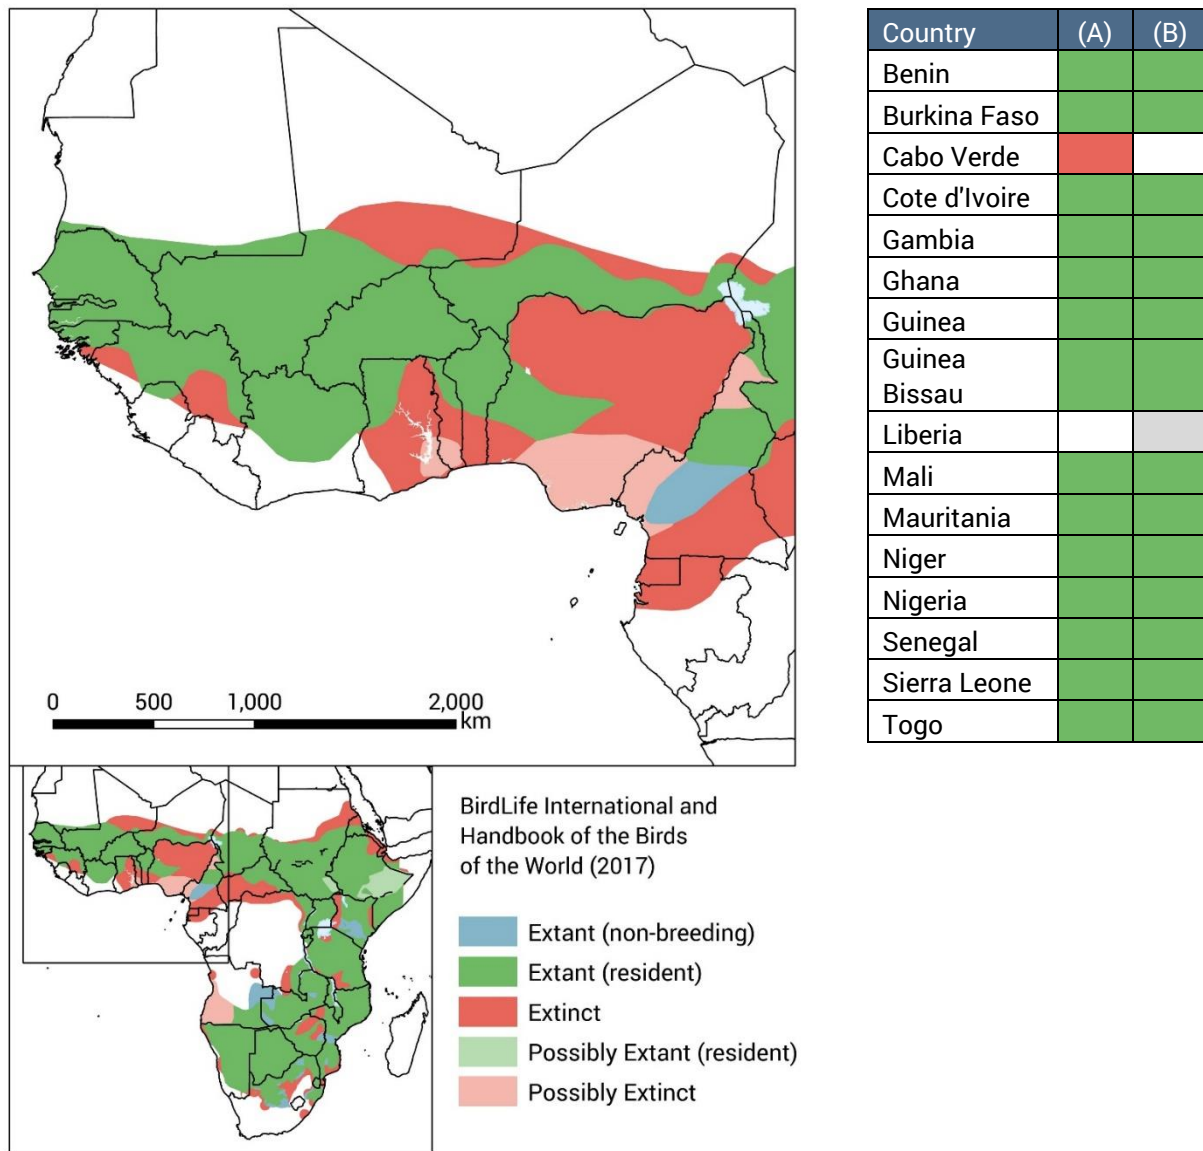 Country (A) (B)
Benin
Burkina Faso
Cabo Verde
Cote d'Ivoire
Gambia
Ghana
Guinea
Guinea
Bissau
Liberia
Mali
Mauritania
Niger
Nigeria
Senegal
Sierra Leone
Togo
0 500 1,000 2,000
km
BirdLife International and
Handbook of the Birds
of the World (2017)
Extant (non-breeding)
Extant (resident)
Extinct
Possibly Extant (resident)
Possibly Extinct